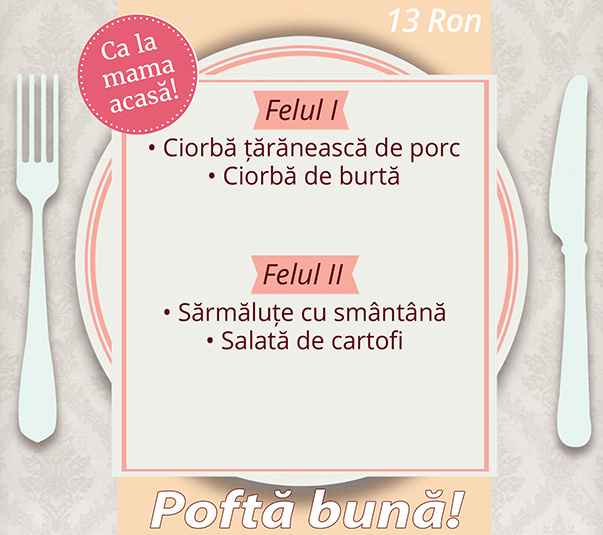 13 Ron
Ca la
mama
acasă!
Felul I
• Ciorbă țărănească de porc
• Ciorbă de burtă
Felul II
• Sărmăluțe cu smântână
• Salată de cartofi
Poftă bună!